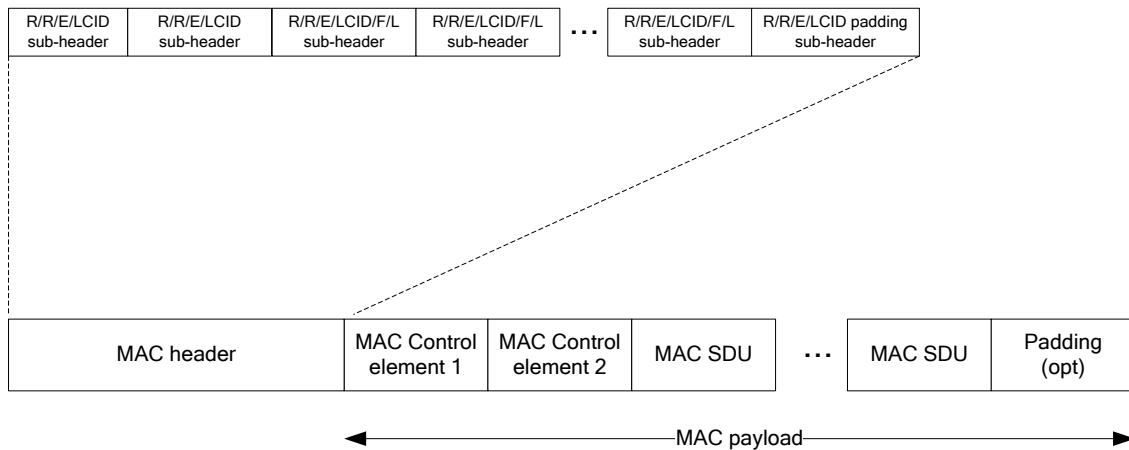 R/R/E/LCID
sub-header
R/R/E/LCID
sub-header
R/R/E/LCID/F/L
sub-header
R/R/E/LCID/F/L
sub-header
...
R/R/E/LCID/F/L
sub-header
R/R/E/LCID padding
sub-header
MAC header
MAC Control
element 1
MAC Control
element 2
MAC SDU
...
MAC SDU
Padding
(opt)
MAC payload